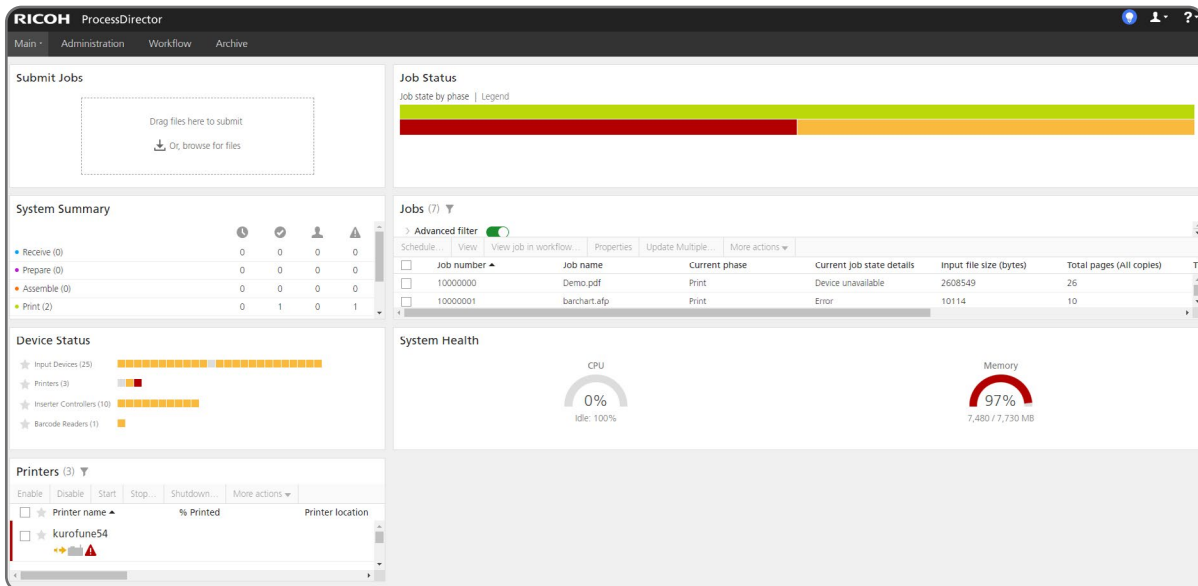 RICOH ProcessDirector
?
Main Administration Workflow Archive
Submit Jobs
Drag files here to submit
Or, browse for files
Job Status
Job state by phase | Legend
System Summary
Receive (0) 0 0 0 0
Prepare (0) 0 0 0 0
Assemble (0) 0 0 0 0
Print (2) 0 1 0 1
Jobs (7)
Advanced filter
Schedule... View View job in workflow... Properties Update Multiple... More actions
Job number Job name Current phase Current job state details Input file size (bytes) Total pages (All copies) T
10000000 Demo.pdf Print Device unavailable 2608549 26
10000001 barchart.afp Print Error 10114 10
Device Status
Input Devices (25)
Printers (3)
Inserter Controllers (10)
Barcode Readers (1)
System Health
CPU
0%
Idle: 100%
Memory
97%
7,480 / 7,730 MB
Printers (3)
Enable Disable Start Stop... Shutdown... More actions
Printer name % Printed Printer location
kurofune54